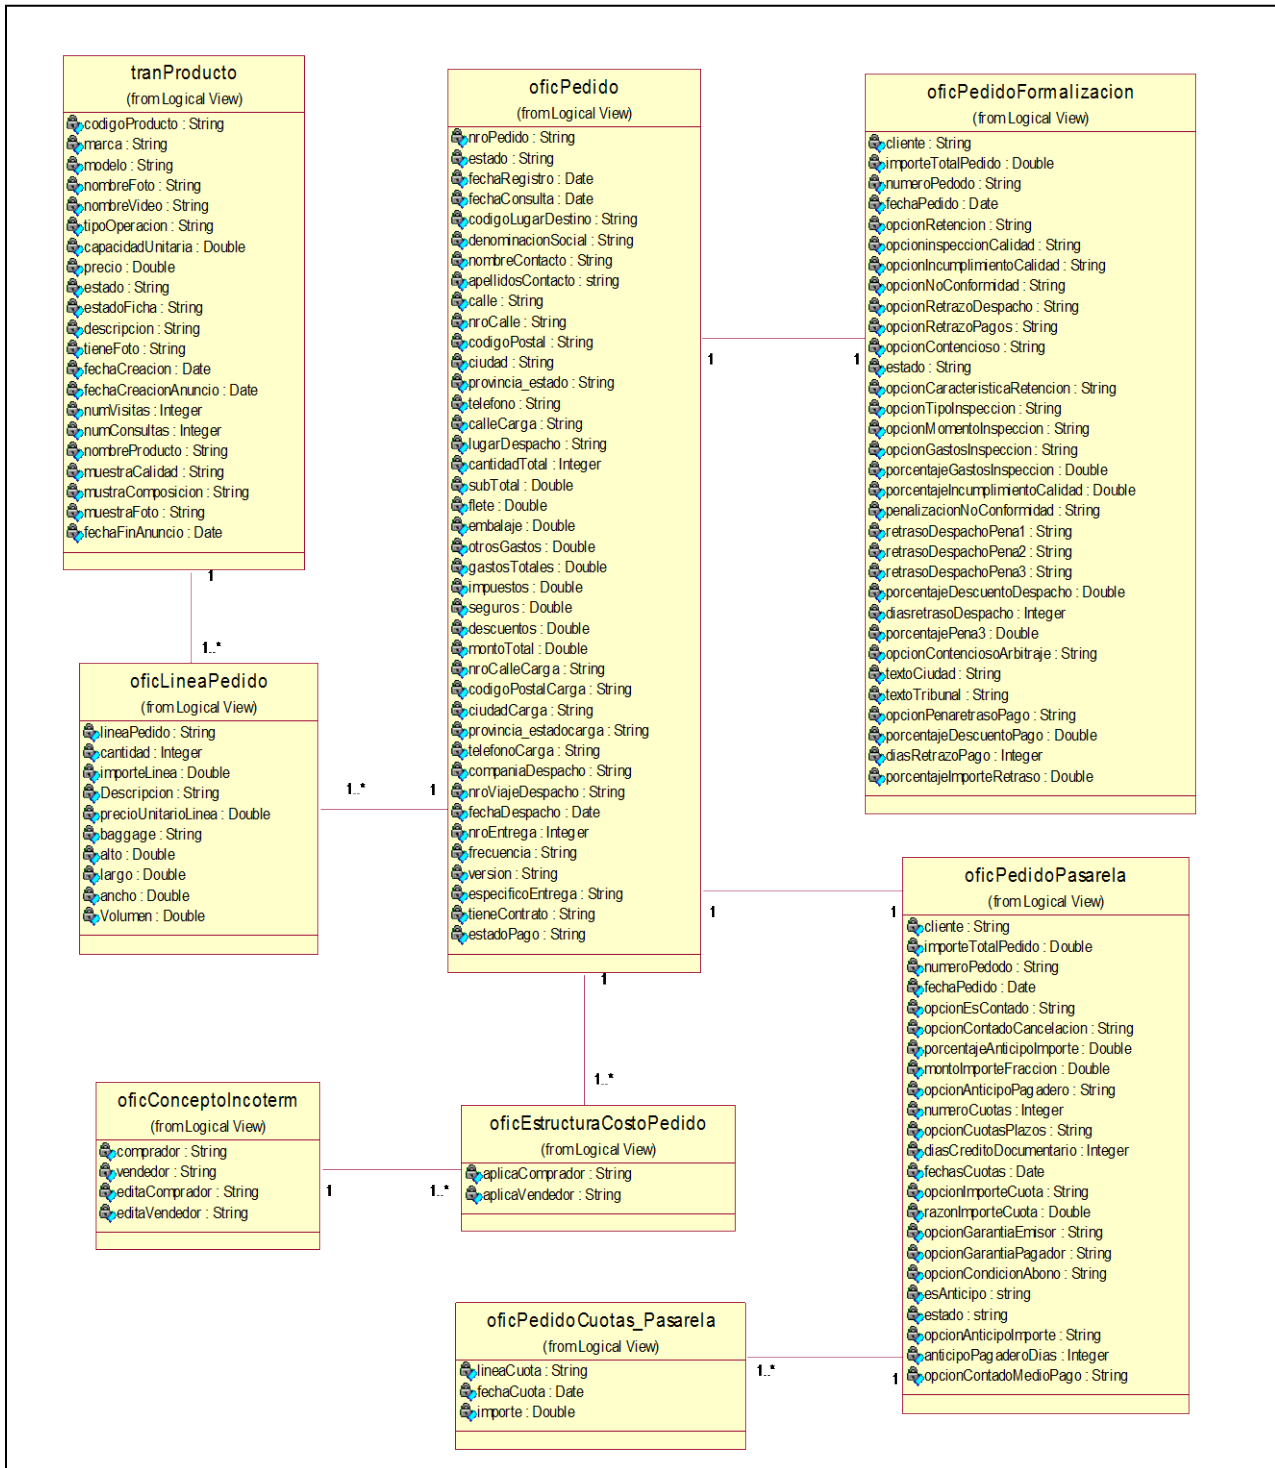 tranProducto
(from Logical View)
codigoProducto : String
marca : String
modelo : String
nombreFoto : String
nombreVideo : String
tipoOperacion : String
capacidadUnitaria : Double
precio : Double
estado : String
estadoFicha : String
descripcion : String
tieneFoto : String
fechaCreacion : Date
fechaCreacionAnuncio : Date
numVisitas : Integer
numConsultas : Integer
nombreProducto : String
muestraCalidad : String
mustraComposicion : String
muestraFoto : String
fechaFinAnuncio : Date
1
1..*
oficLineaPedido
(from Logical View)
lineaPedido : String
cantidad : Integer
importeLinea : Double
Descripcion : String
precioUnitarioLinea : Double
baggage : String
alto : Double
largo : Double
ancho : Double
Volumen : Double
1..*
1
oficPedido
(from Logical View)
nroPedido : String
estado : String
fechaRegistro : Date
fechaConsulta : Date
codigoLugarDestino : String
denominacionSocial : String
nombreContacto : String
apellidosContacto : string
calle : String
nroCalle : String
codigoPostal : String
ciudad : String
provincia_estado : String
telefono : String
calleCarga : String
lugarDespacho : String
cantidadTotal : Integer
subTotal : Double
flete : Double
embalaje : Double
otrosGastos : Double
gastosTotales : Double
impuestos : Double
seguros : Double
descuentos : Double
montoTotal : Double
nroCalleCarga : String
codigoPostalCarga : String
ciudadCarga : String
provincia_estadocarga : String
telefonoCarga : String
companiaDespacho : String
nroViajeDespacho : String
fechaDespacho : Date
nroEntrega : Integer
frecuencia : String
version : String
especificoEntrega : String
tieneContrato : String
estadoPago : String
1
1
oficPedidoFormalizacion
(from Logical View)
cliente : String
importeTotalPedido : Double
numeroPedodo : String
fechaPedido : Date
opcionRetencion : String
opcioninspeccionCalidad : String
opcionIncumplimientoCalidad : String
opcionNoConformidad : String
opcionRetrazoDespacho : String
opcionRetrazoPagos : String
opcionContencioso : String
estado : String
opcionCaracteristicaRetencion : String
opcionTipoInspeccion : String
opcionMomentoInspeccion : String
opcionGastosInspeccion : String
porcentajeGastosInspeccion : Double
porcentajeIncumplimientoCalidad : Double
penalizacionNoConformidad : String
retrasoDespachoPena1 : String
retrasoDespachoPena2 : String
retrasoDespachoPena3 : String
porcentajeDescuentoDespacho : Double
diasretrasoDespacho : Integer
porcentajePena3 : Double
opcionContenciosoArbitraje : String
textoCiudad : String
textoTribunal : String
opcionPenaretrasoPago : String
porcentajeDescuentoPago : Double
diasRetrazoPago : Integer
porcentajeImporteRetraso : Double
1
1
oficPedidoPasarela
(from Logical View)
cliente : String
importeTotalPedido : Double
numeroPedodo : String
fechaPedido : Date
opcionEsContado : String
opcionContadoCancelacion : String
porcentajeAnticipoImporte : Double
montoImporteFraccion : Double
opcionAnticipoPagadero : String
numeroCuotas : Integer
opcionCuotasPlazos : String
diasCreditoDocumentario : Integer
fechasCuotas : Date
opcionImporteCuota : String
razonImporteCuota : Double
opcionGarantiaEmisor : String
opcionGarantiaPagador : String
opcionCondicionAbono : String
esAnticipo : string
estado : string
opcionAnticipoImporte : String
anticipoPagaderoDias : Integer
opcionContadoMedioPago : String
1
1..*
oficConceptoIncoterm
(from Logical View)
comprador : String
vendedor : String
editaComprador : String
editaVendedor : String
1
1..*
oficEstructuraCostoPedido
(from Logical View)
aplicaComprador : String
aplicaVendedor : String
oficPedidoCuotas_Pasarela
(from Logical View)
lineaCuota : String
fechaCuota : Date
importe : Double
1..*
1